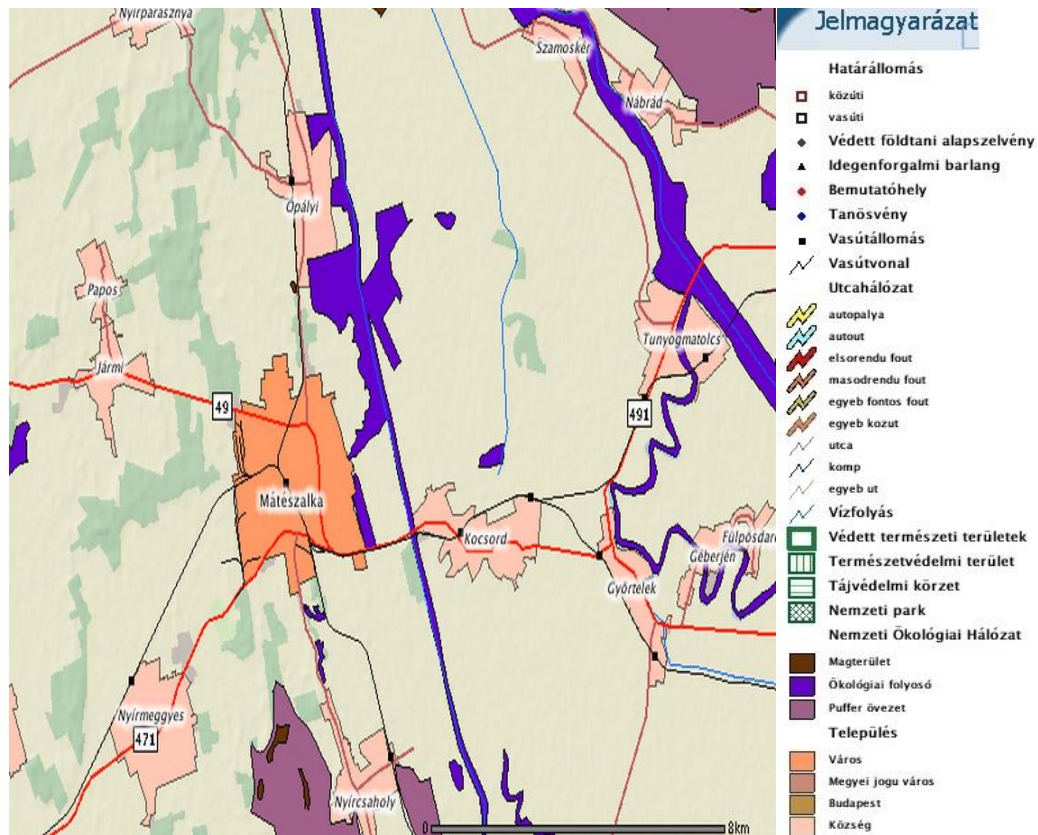 Nyírparasznya
Szamoskér
Nábrád
Ópályi
Papos
Tunyogmatolcs
Jármi
49
491
Mátészalka
Kocsord
Fülpösdaróc
Géberjén
Győrtelek
Nyírmeggyes
471
Nyírcsaholy
0 8km
Jelmagyarázat
Határállomás
közúti
vasúti
Védett földtani alapszelvény
Idegenforgalmi barlang
Bemutatóhely
Tanösvény
Vasútállomás
Vasútvonal
Utcahálózat
autopalya
autout
elsorendu fout
masodrendu fout
egyeb fontos fout
egyeb kozut
utca
komp
egyeb ut
Vízfolyás
Védett természeti területek
Természetvédelmi terület
Tájvédelmi körzet
Nemzeti park
Nemzeti Ökológiai Hálózat
Magterület
Ökológiai folyosó
Puffer övezet
Település
Város
Megyei jogu város
Budapest
Község